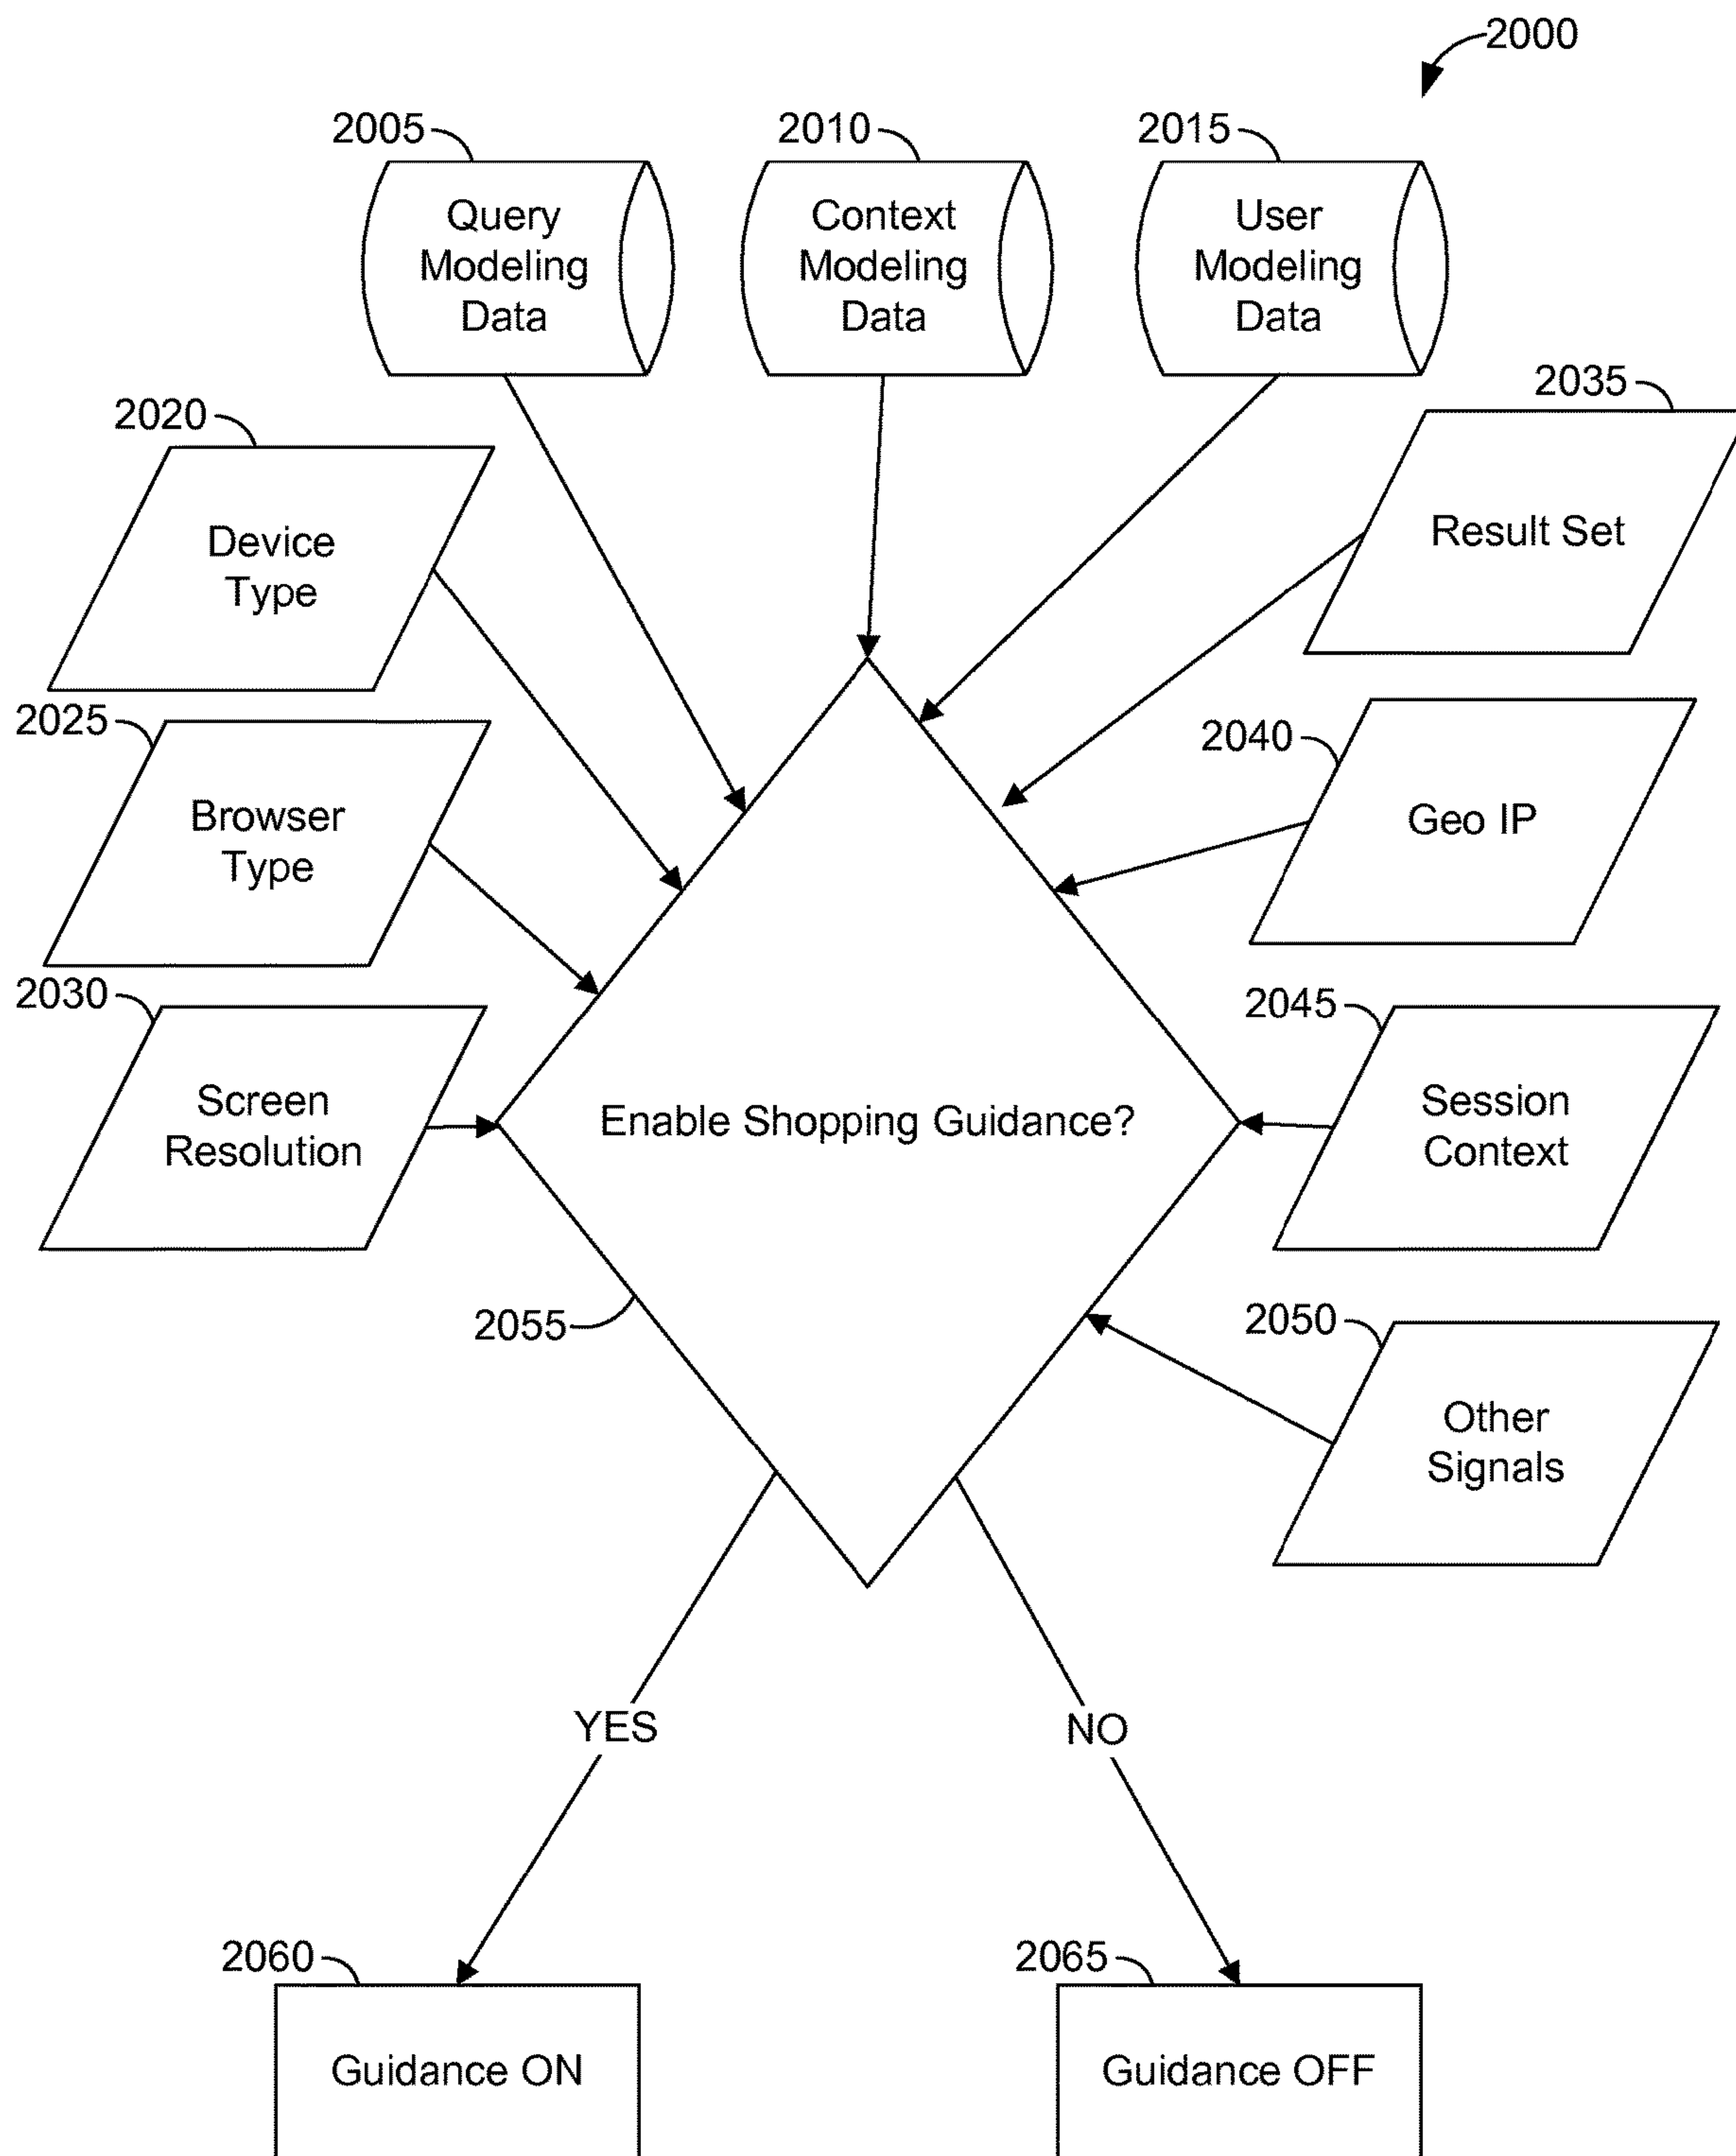 2000
2005
2010
2015
Query
Modeling
Data
Context
Modeling
Data
User
Modeling
Data
2020
2035
Device
Type
Result Set
2025
2040
Browser
Type
Geo IP
2030
2045
Screen
Resolution
Enable Shopping Guidance?
Session
Context
2055
2050
Other
Signals
YES
NO
2060
2065
Guidance ON
Guidance OFF